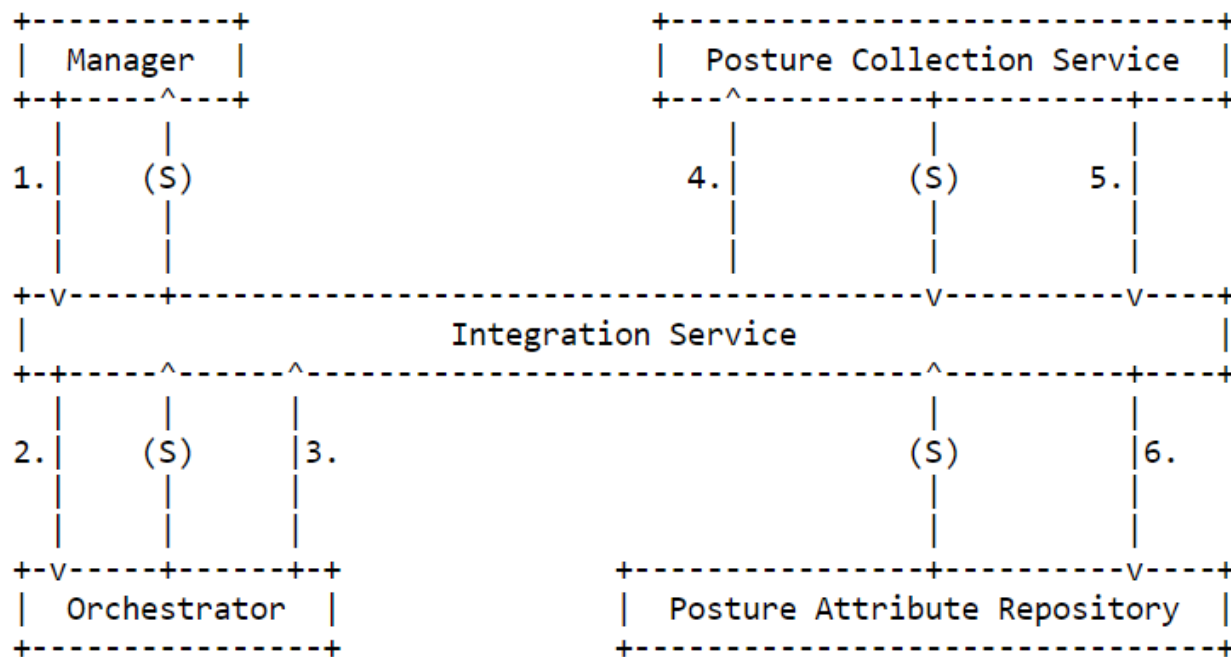 Manager Posture Collection Service
1. (S) 4. (S) 5.
Integration Service
2. (S) 3. (S) 6.
Orchestrator Posture Attribute Repository